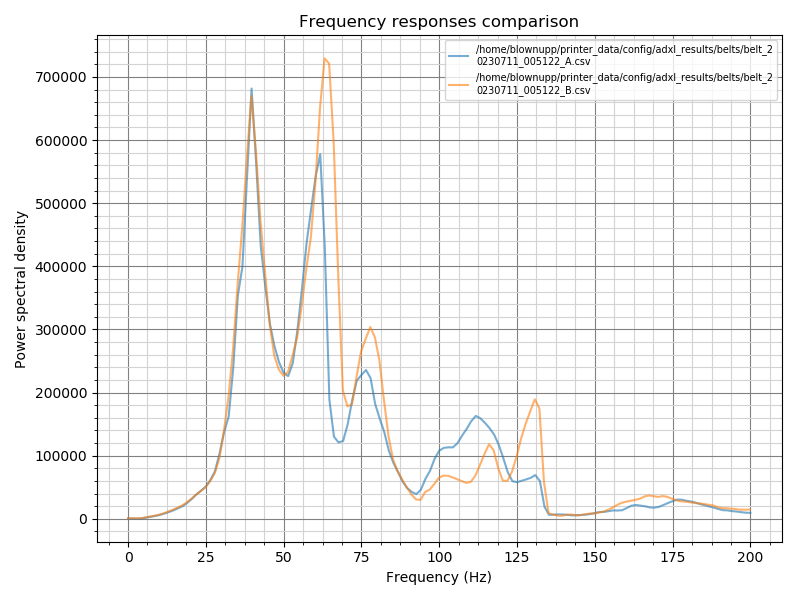 Frequency responses comparison
/home/blownupp/printer_data/config/adxl_results/belts/belt_2
0230711_005122_A.csv
/home/blownupp/printer_data/config/adxl_results/belts/belt_2
0230711_005122_B.csv
Power spectral density
700000
600000
500000
400000
300000
200000
100000
0
0 25 50 75 100 125 150 175 200
Frequency (Hz)